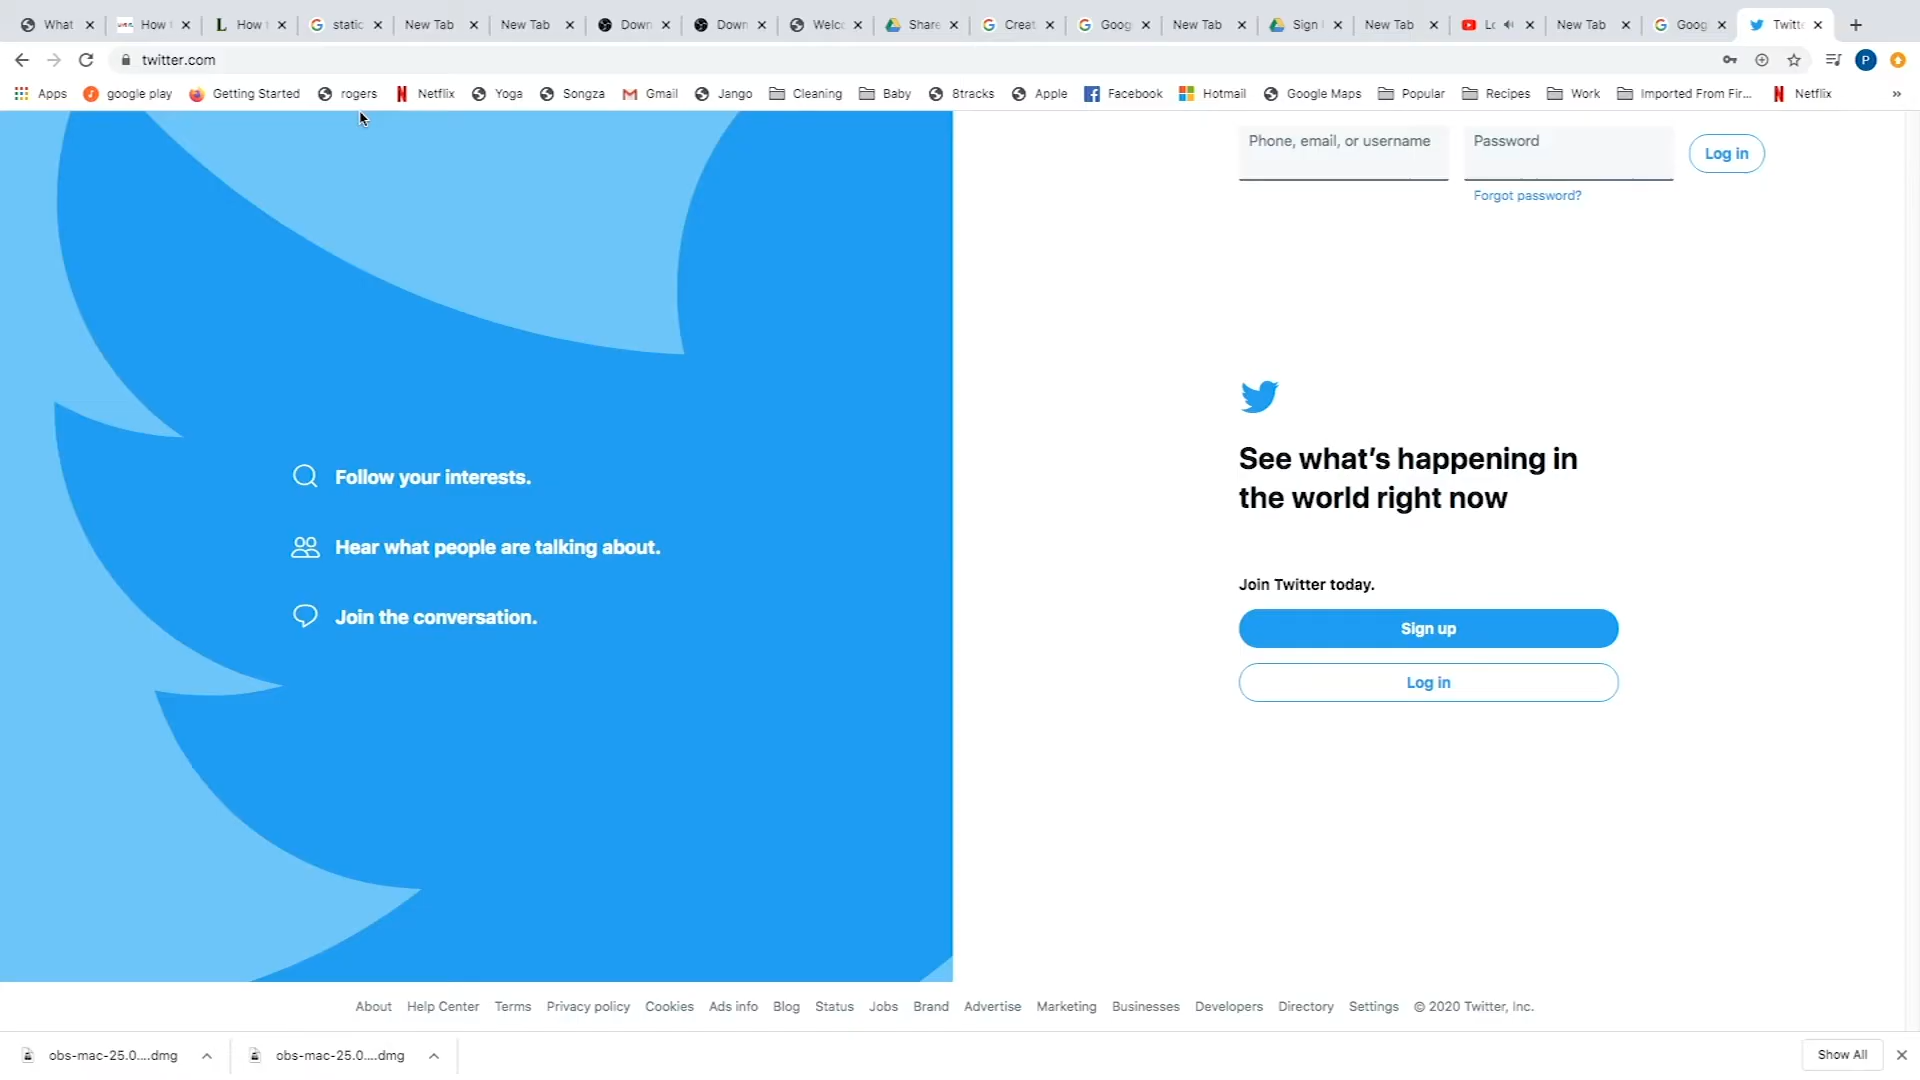 What How t How t static New Tab New Tab Down Down Welc Share Creat Goog New Tab Sign New Tab Lo New Tab Goog Twitt
twitter.com P
Apps google play Getting Started rogers Netflix Yoga Songza Gmail Jango Cleaning Baby 8tracks Apple Facebook Hotmail Google Maps Popular Recipes Work Imported From Fir... Netflix »
Phone, email, or username Password Log in
Forgot password?
Follow your interests.
Hear what people are talking about.
Join the conversation.
See what's happening in
the world right now
Join Twitter today.
Sign up
Log in
About Help Center Terms Privacy policy Cookies Ads info Blog Status Jobs Brand Advertise Marketing Businesses Developers Directory Settings © 2020 Twitter, Inc.
obs-mac-25.0....dmg obs-mac-25.0....dmg Show All